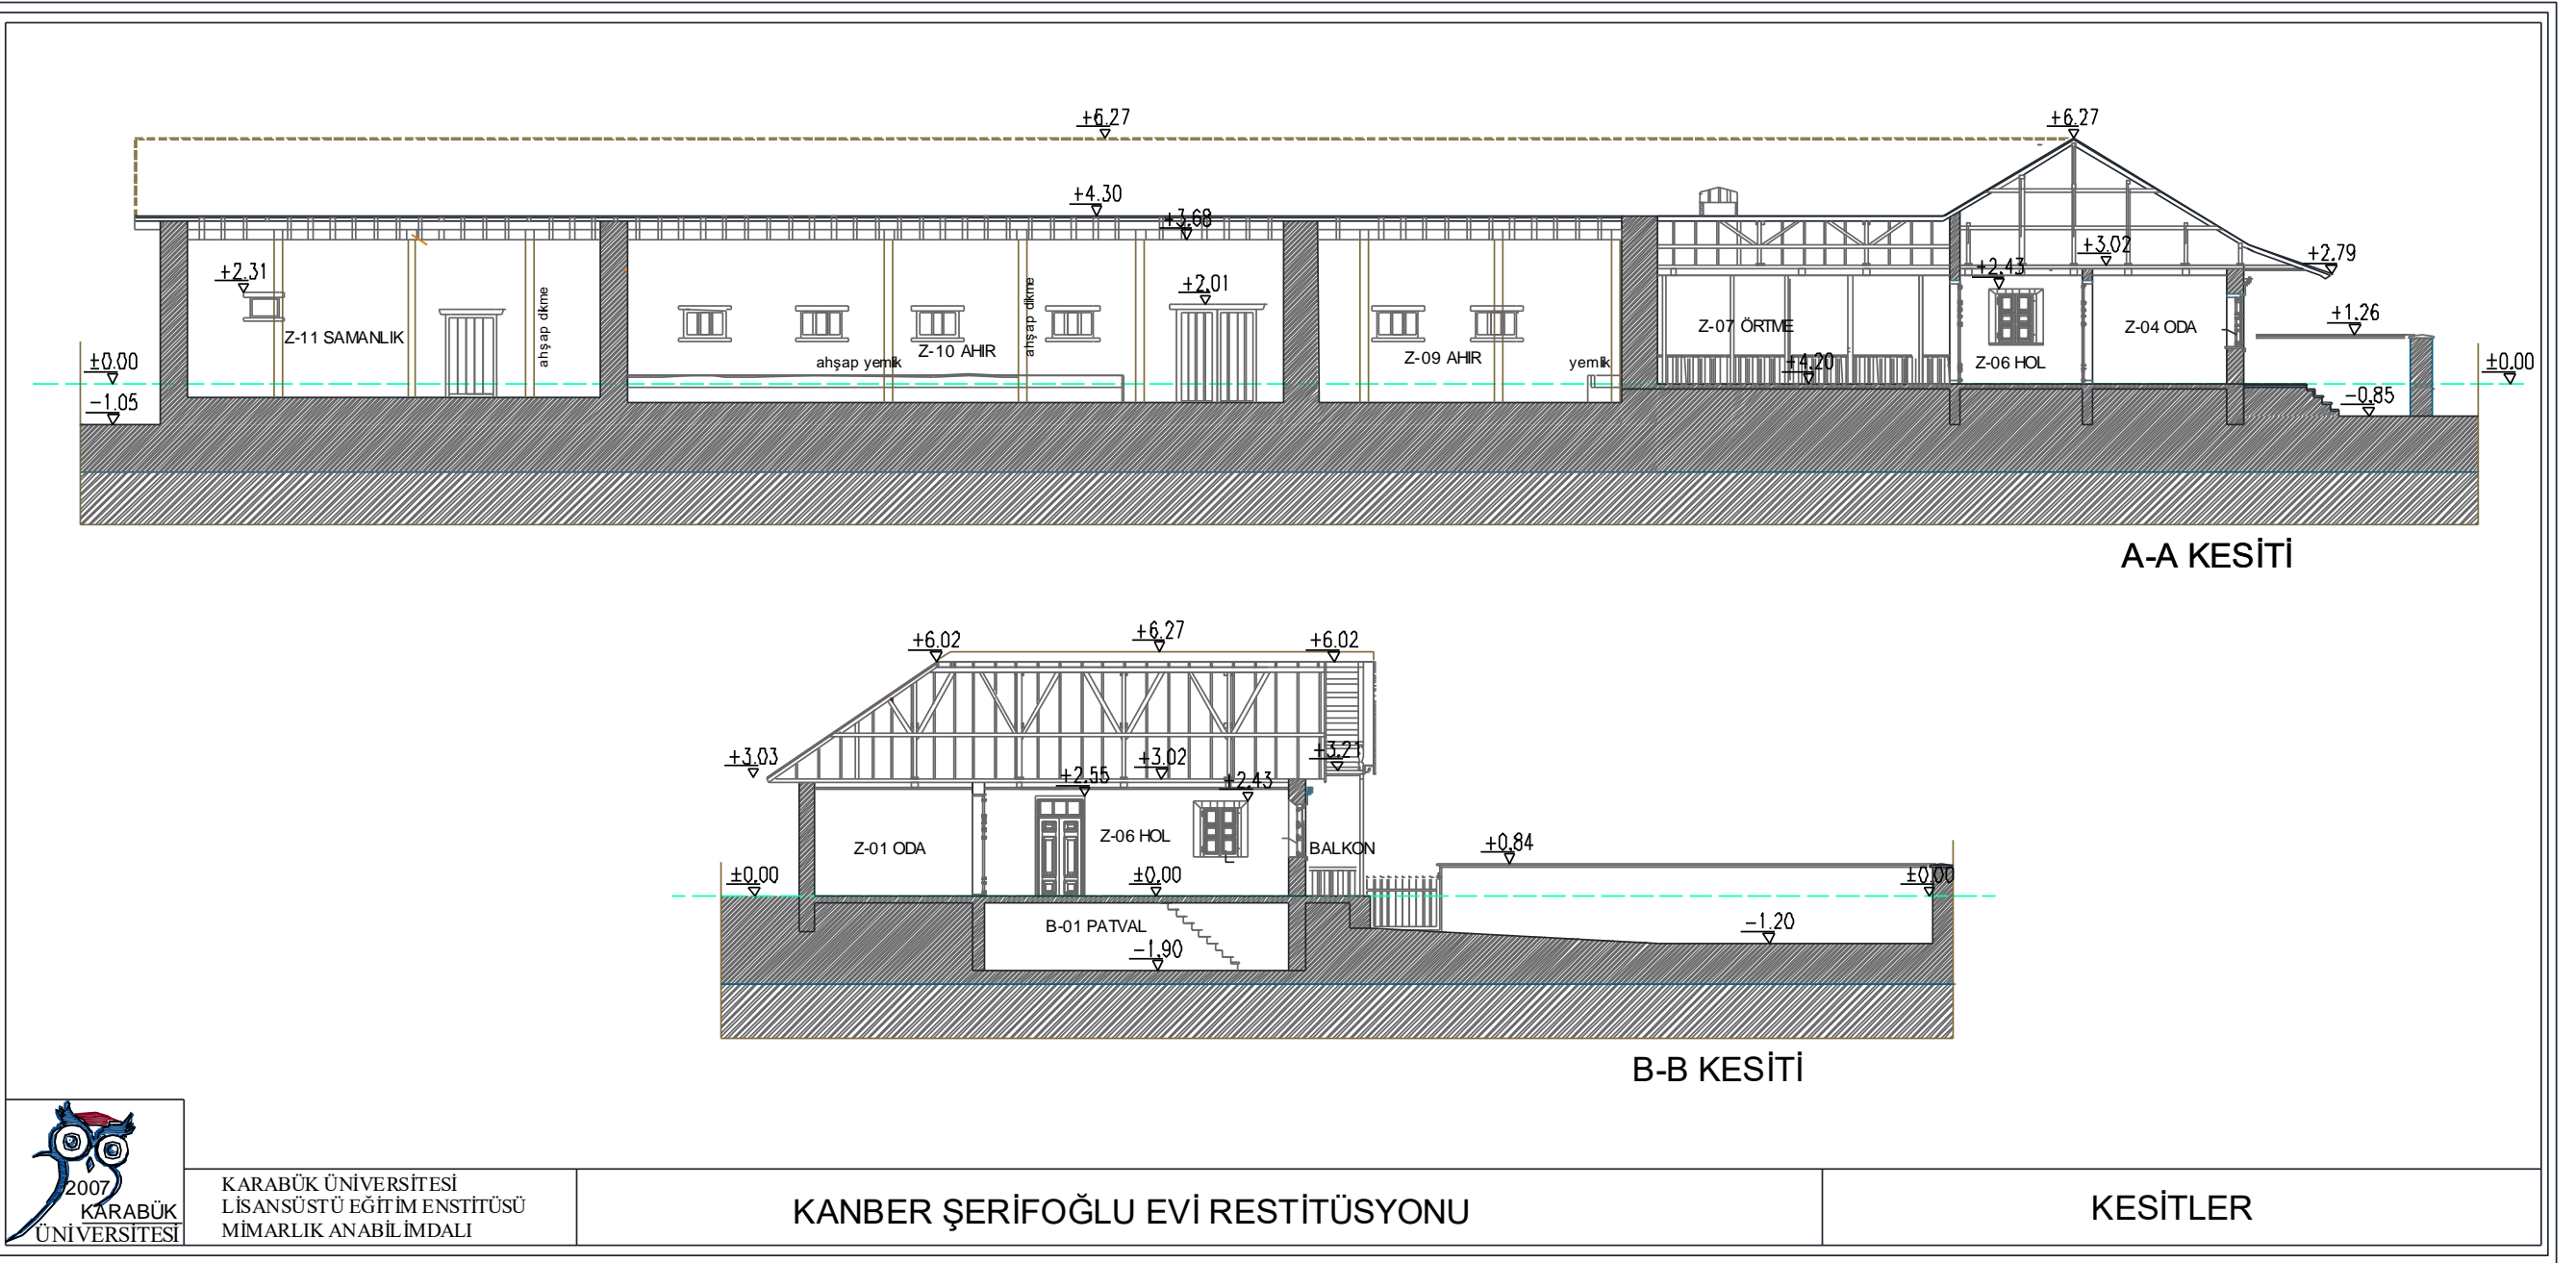 +6.27
+6.27
+4.30
+3.68
+2.31
+2.01
+2.43
+3.02
+2.79
+1.26
Z-11 SAMANLIK
ahşap dikme
ahşap yemlik
Z-10 AHIR
ahşap dikme
Z-09 AHIR
yemlik
Z-07 ÖRTME
+4.20
Z-06 HOL
Z-04 ODA
±0.00
±0.00
-1.05
-0.85
A-A KESİTİ
+6.02
+6.27
+6.02
+3.03
+3.02
+3.21
+2.55
+2.43
Z-01 ODA
Z-06 HOL
BALKON
+0.84
±0.00
±0.00
±0.00
B-01 PATVAL
-1.90
-1.20
B-B KESİTİ
2007
KARABÜK
ÜNİVERSİTESİ
KARABÜK ÜNİVERSİTESİ
LİSANSÜSTÜ EĞİTİM ENSTİTÜSÜ
MİMARLIK ANABİLİMDALI
KANBER ŞERİFOĞLU EVİ RESTİTÜSYONU
KESİTLER